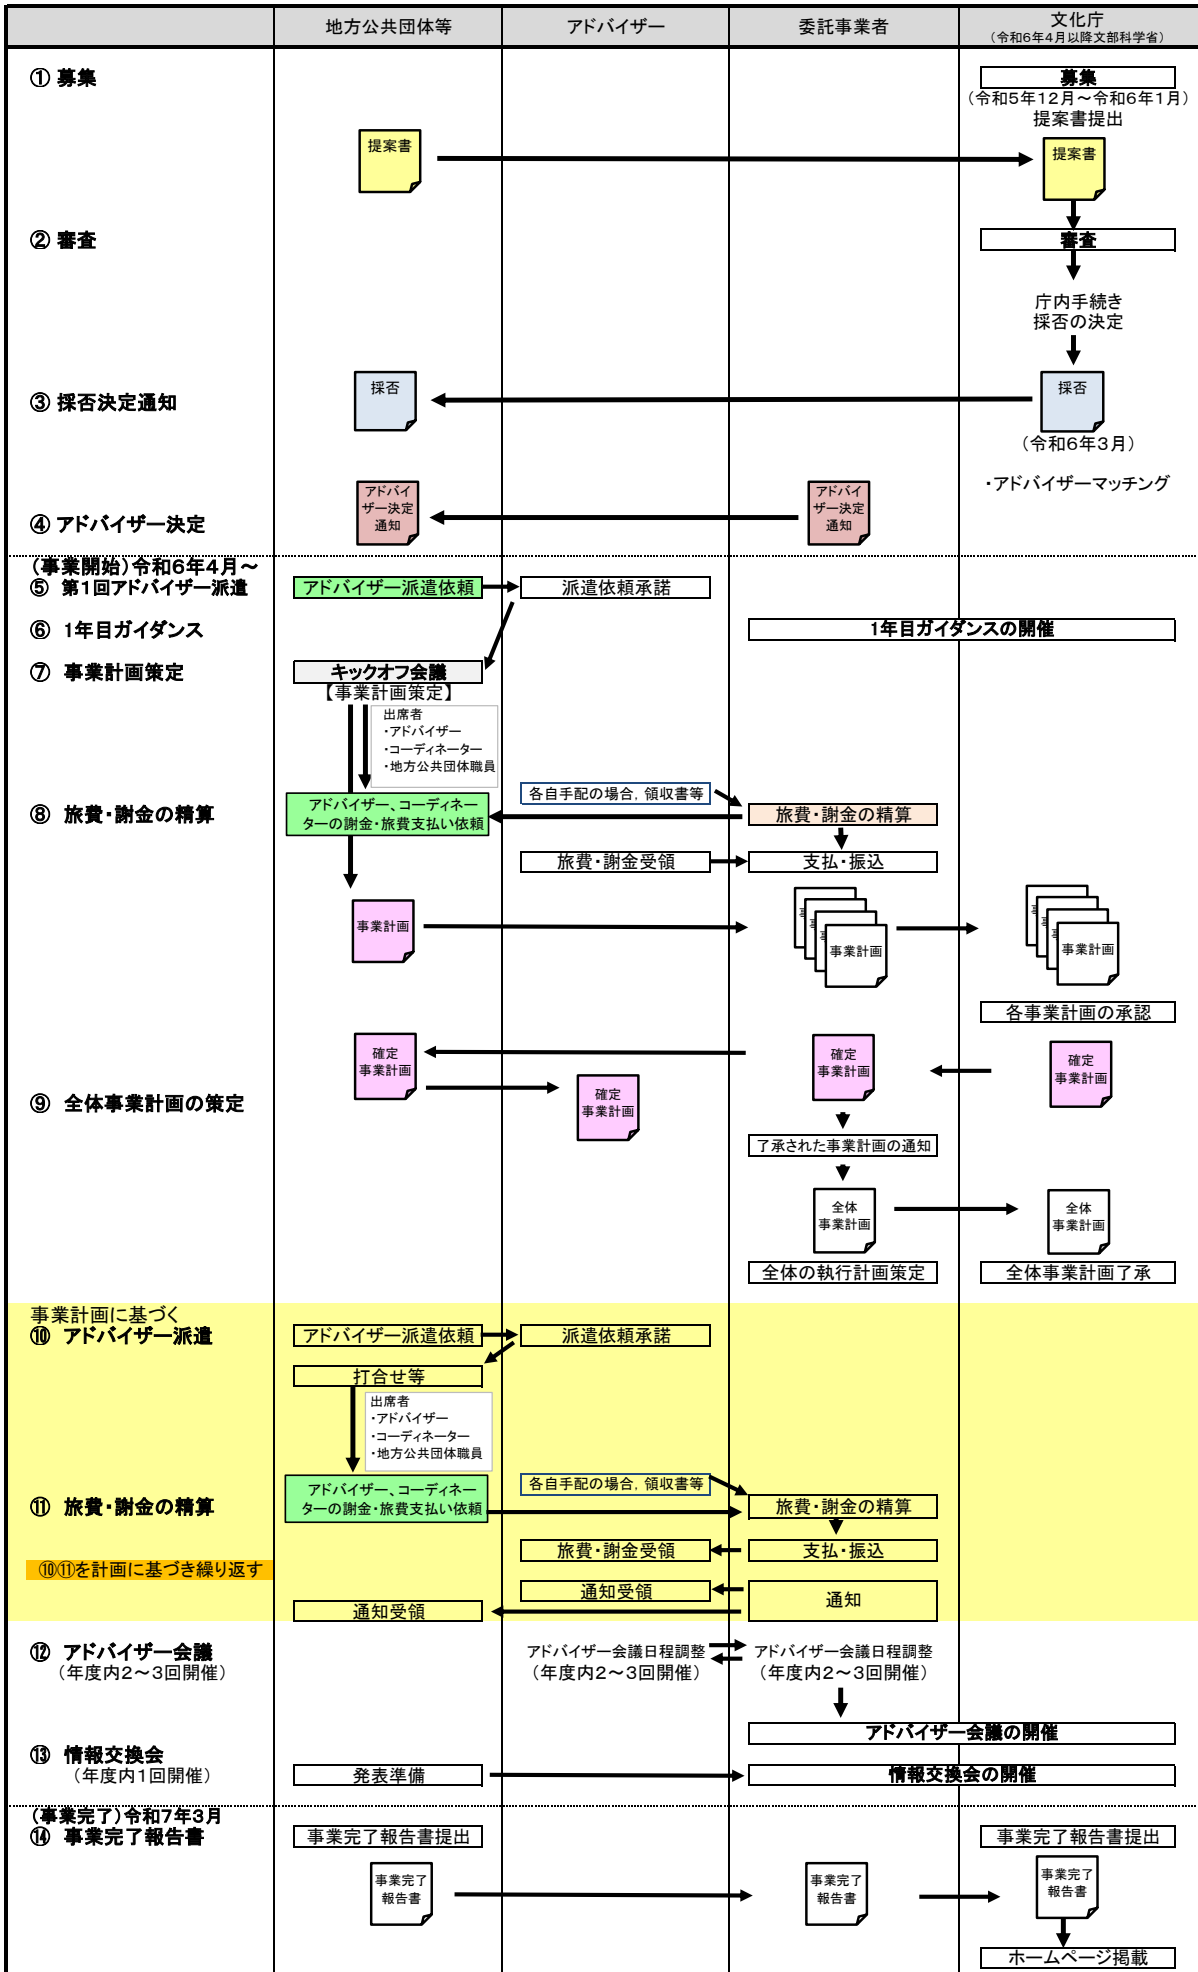 地方公共団体等
アドバイザー
委託事業者
文化庁
（令和6年4月以降文部科学省）
① 募集
募集
（令和5年12月～令和6年1月）
提案書提出
提案書
提案書
② 審査
審査
庁内手続き
採否の決定
③ 採否決定通知
採否
採否
（令和6年3月）
・アドバイザーマッチング
④ アドバイザー決定
アドバイ
ザー決定
通知
アドバイ
ザー決定
通知
（事業開始）令和6年4月～
⑤ 第1回アドバイザー派遣
アドバイザー派遣依頼
派遣依頼承諾
⑥ 1年目ガイダンス
1年目ガイダンスの開催
⑦ 事業計画策定
キックオフ会議
【事業計画策定】
出席者
・アドバイザー
・コーディネーター
・地方公共団体職員
⑧ 旅費・謝金の精算
アドバイザー、コーディネー
ターの謝金・旅費支払い依頼
各自手配の場合，領収書等
旅費・謝金の精算
旅費・謝金受領
支払・振込
事業計画
事業計画
事業計画
各事業計画の承認
確定
事業計画
確定
事業計画
確定
事業計画
⑨ 全体事業計画の策定
確定
事業計画
了承された事業計画の通知
全体
事業計画
全体
事業計画
全体の執行計画策定
全体事業計画了承
事業計画に基づく
⑩ アドバイザー派遣
アドバイザー派遣依頼
派遣依頼承諾
打合せ等
出席者
・アドバイザー
・コーディネーター
・地方公共団体職員
⑪ 旅費・謝金の精算
アドバイザー、コーディネー
ターの謝金・旅費支払い依頼
各自手配の場合，領収書等
旅費・謝金の精算
旅費・謝金受領
支払・振込
⑩⑪を計画に基づき繰り返す
通知受領
通知
通知受領
⑫ アドバイザー会議
（年度内2～3回開催）
アドバイザー会議日程調整
（年度内2～3回開催）
アドバイザー会議日程調整
（年度内2～3回開催）
アドバイザー会議の開催
⑬ 情報交換会
（年度内1回開催）
発表準備
情報交換会の開催
（事業完了）令和7年3月
⑭ 事業完了報告書
事業完了報告書提出
事業完了報告書提出
事業完了
報告書
事業完了
報告書
事業完了
報告書
ホームページ掲載